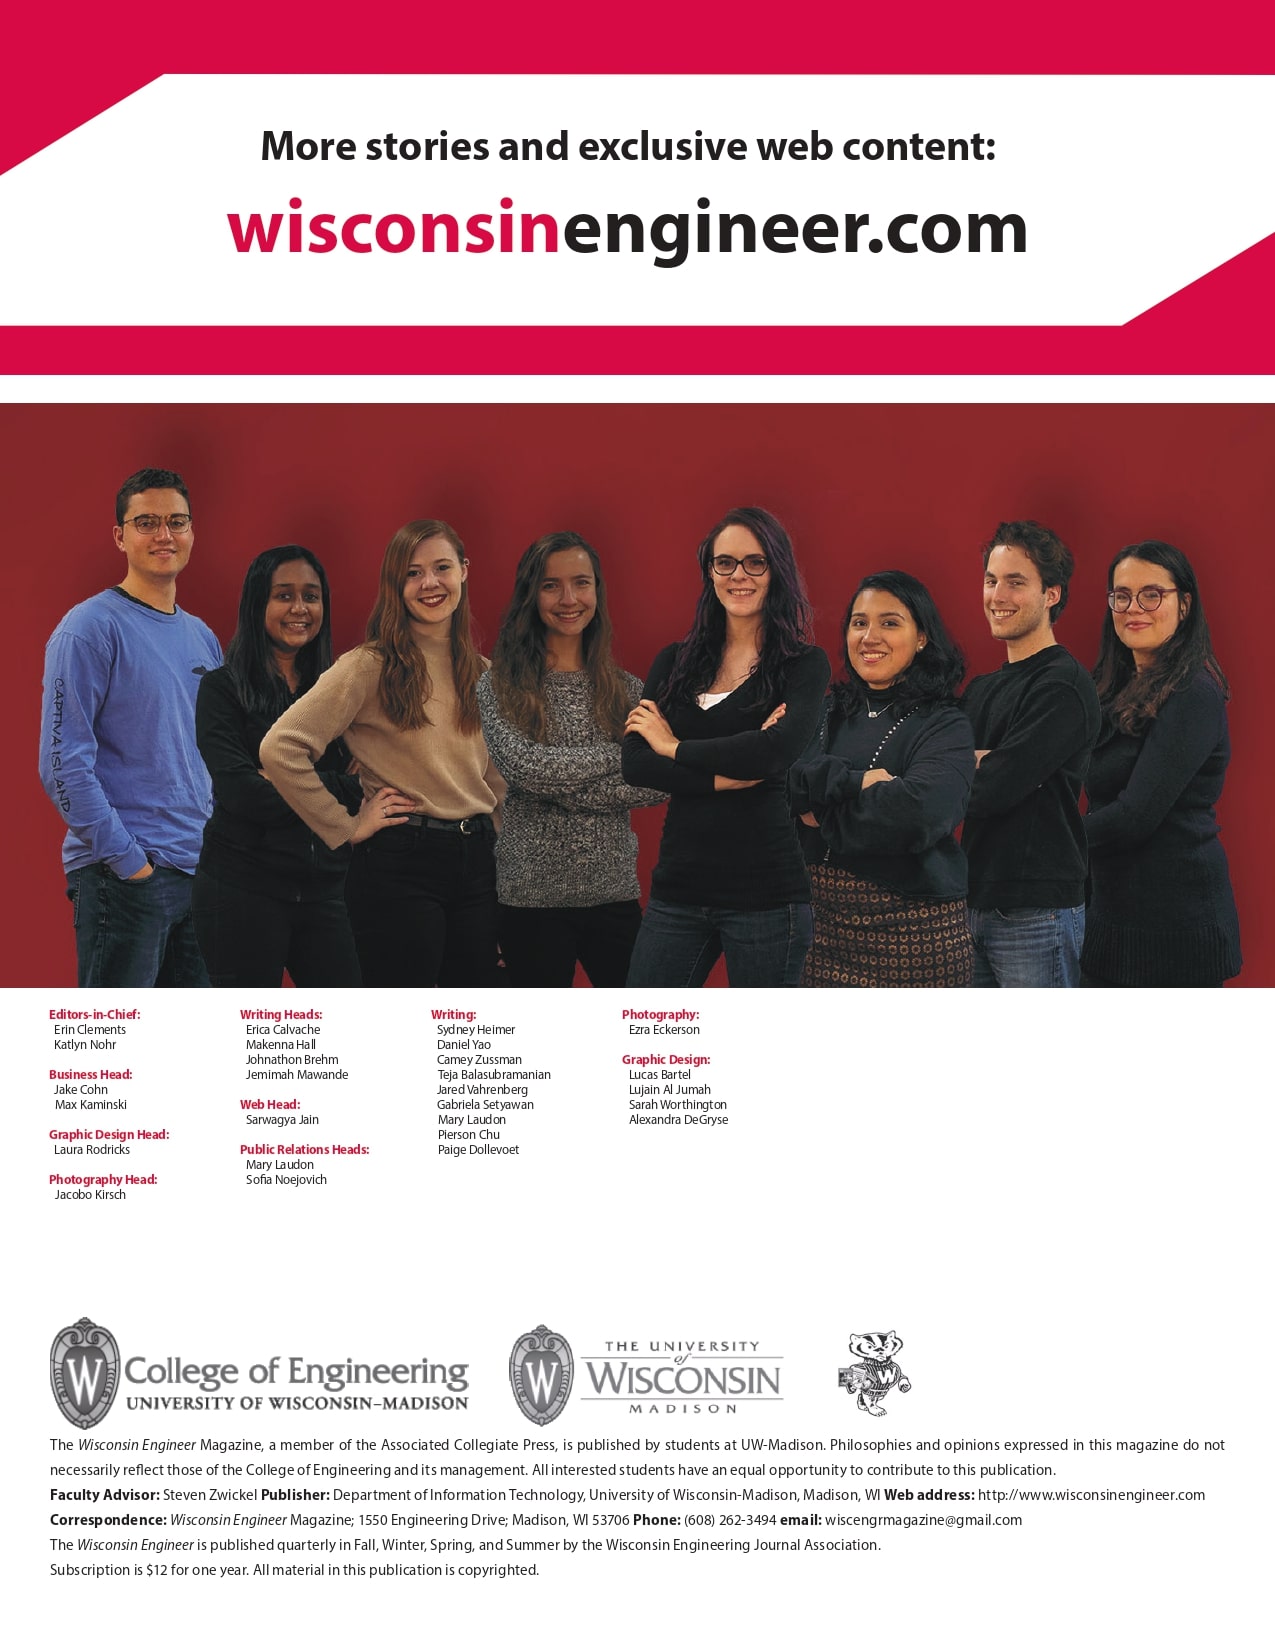 More stories and exclusive web content:
wisconsinengineer.com
CAPTIVA ISLAND
Editors-in-Chief:
Erin Clements
Katlyn Nohr
Business Head:
Jake Cohn
Max Kaminski
Graphic Design Head:
Laura Rodricks
Photography Head:
Jacobo Kirsch
Writing Heads:
Erica Calvache
Makenna Hall
Johnathon Brehm
Jemimah Mawande
Web Head:
Sarwagya Jain
Public Relations Heads:
Mary Laudon
Sofia Noejovich
Writing:
Sydney Heimer
Daniel Yao
Camey Zussman
Teja Balasubramanian
Jared Vahrenberg
Gabriela Setyawan
Mary Laudon
Pierson Chu
Paige Dollevoet
Photography:
Ezra Eckerson
Graphic Design:
Lucas Bartel
Lujain Al Jumah
Sarah Worthington
Alexandra DeGryse
W
College of Engineering
UNIVERSITY OF WISCONSIN–MADISON
W
THE UNIVERSITY
of
WISCONSIN
MADISON
W
The Wisconsin Engineer Magazine, a member of the Associated Collegiate Press, is published by students at UW-Madison. Philosophies and opinions expressed in this magazine do not
necessarily reflect those of the College of Engineering and its management. All interested students have an equal opportunity to contribute to this publication.
Faculty Advisor: Steven Zwickel Publisher: Department of Information Technology, University of Wisconsin-Madison, Madison, WI Web address: http://www.wisconsinengineer.com
Correspondence: Wisconsin Engineer Magazine; 1550 Engineering Drive; Madison, WI 53706 Phone: (608) 262-3494 email: wiscengrmagazine@gmail.com
The Wisconsin Engineer is published quarterly in Fall, Winter, Spring, and Summer by the Wisconsin Engineering Journal Association.
Subscription is $12 for one year. All material in this publication is copyrighted.